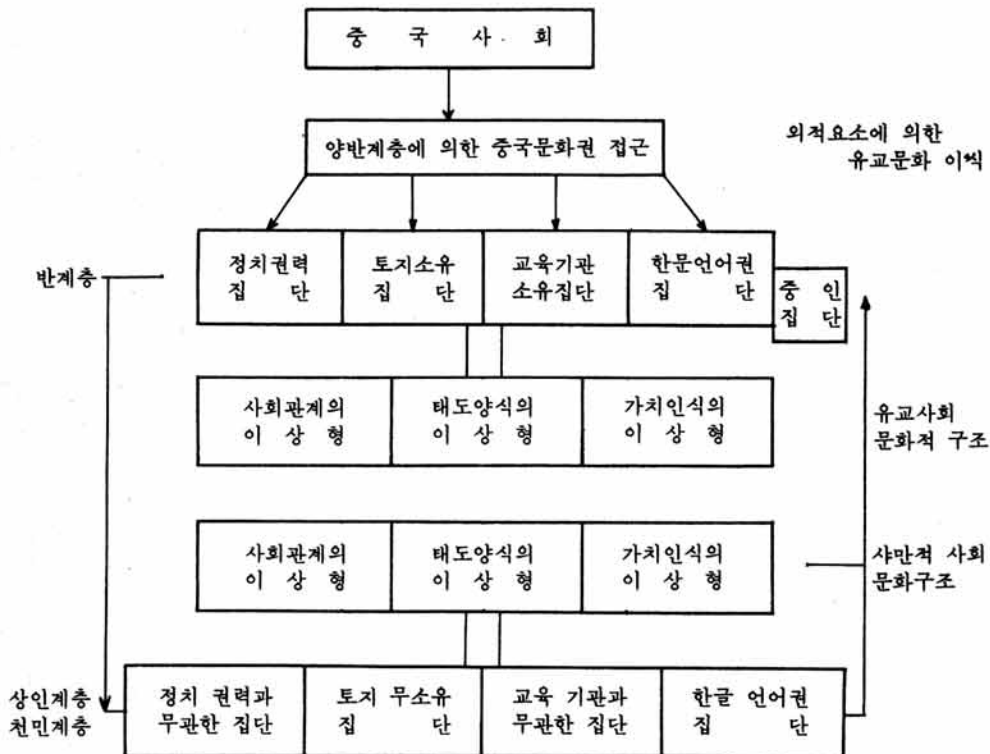 중 국 사 회
양반계층에 의한 중국문화권 접근
외적요소에 의한
유교문화 이식
반계층
정치권력
집 단
토지소유
집 단
교육기관
소유집단
한문언어권
집 단
중 인
집 단
사회관계의
이 상 형
태도양식의
이 상 형
가치인식의
이 상 형
유교사회
문화적 구조
사회관계의
이 상 형
태도양식의
이 상 형
가치인식의
이 상 형
샤만적 사회
문화구조
상인계층
천민계층
정치 권력과
무관한 집단
토지 무소유
집 단
교육 기관과
무관한 집단
한글 언어권
집 단